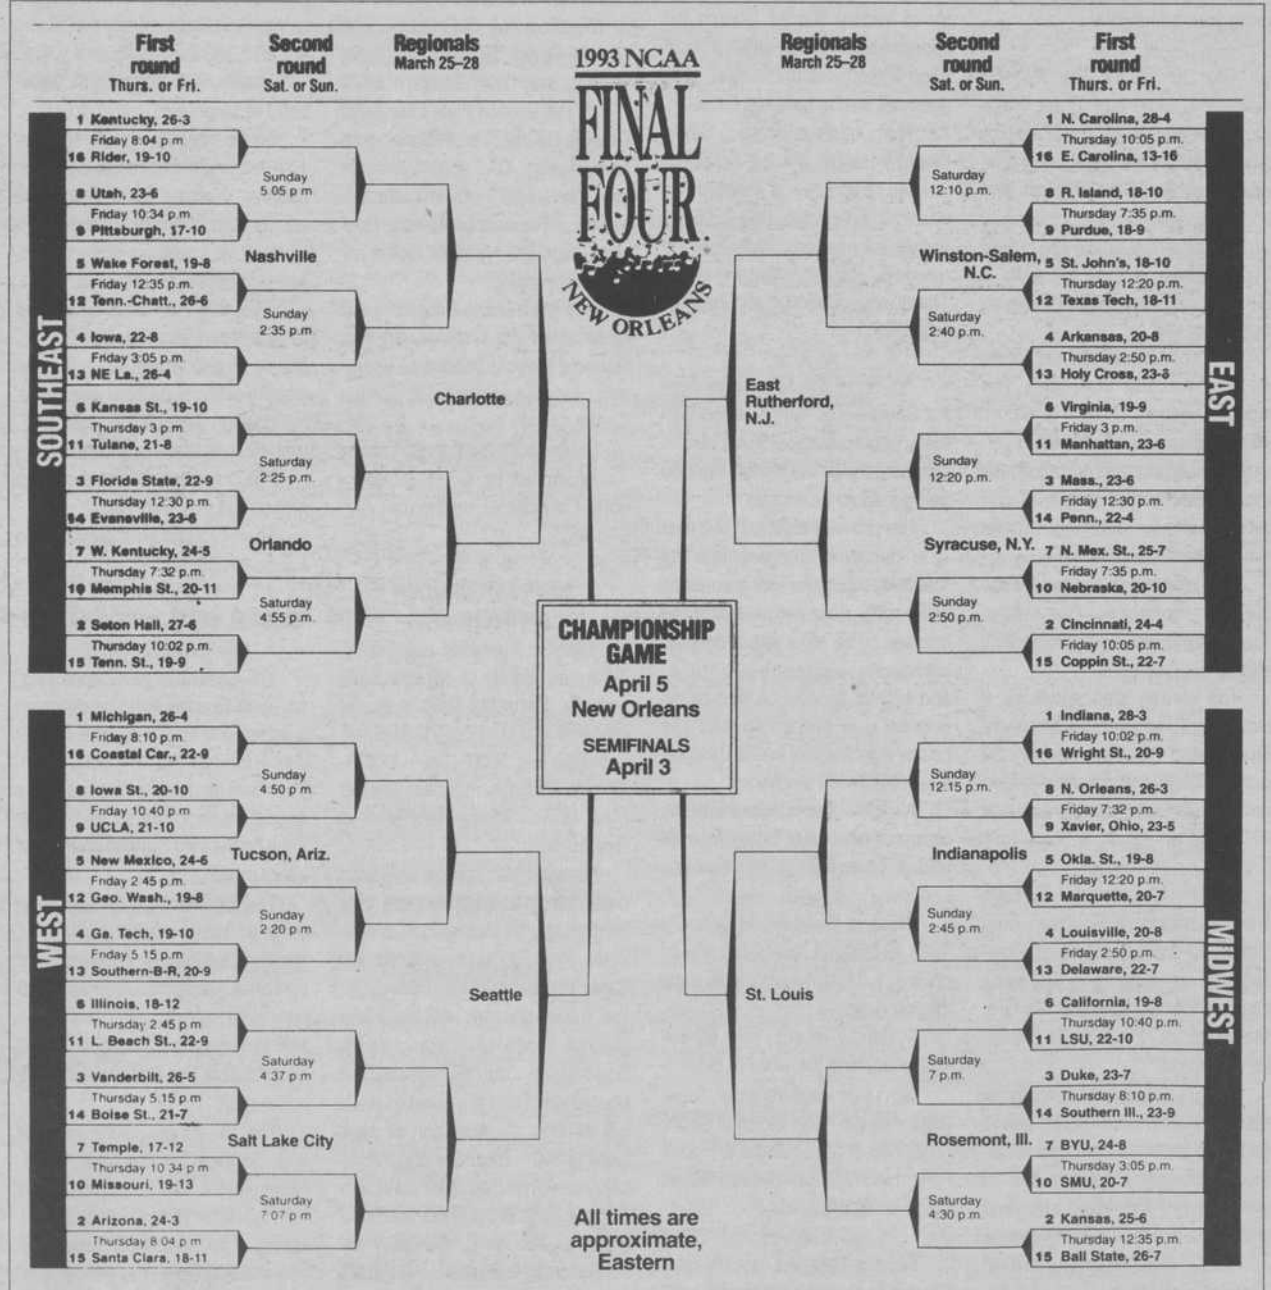 First
round
Thurs. or Fri.
Second
round
Sat. or Sun.
Regionals
March 25–28
1993 NCAA
FINAL
FOUR
NEW ORLEANS
Regionals
March 25–28
Second
round
Sat. or Sun.
First
round
Thurs. or Fri.
SOUTHEAST
1 Kentucky, 26-3
Friday 8:04 p m
16 Rider, 19-10
Sunday
5:05 p m
8 Utah, 23-6
Friday 10:34 p.m.
9 Pittsburgh, 17-10
Nashville
5 Wake Forest, 19-8
Friday 12:35 p.m.
12 Tenn.-Chatt., 26-6
Sunday
2:35 p.m.
4 Iowa, 22-8
Friday 3:05 p.m.
13 NE La., 26-4
Charlotte
6 Kansas St., 19-10
Thursday 3 p.m.
11 Tulane, 21-8
Saturday
2:25 p.m.
3 Florida State, 22-9
Thursday 12:30 p.m.
14 Evansville, 23-6
Orlando
7 W. Kentucky, 24-5
Thursday 7:32 p.m.
10 Memphis St., 20-11
Saturday
4:55 p.m.
2 Seton Hall, 27-6
Thursday 10:02 p.m.
15 Tenn. St., 19-9
WEST
1 Michigan, 26-4
Friday 8:10 p.m.
16 Coastal Car., 22-9
Sunday
4:50 p m
8 Iowa St., 20-10
Friday 10 40 p m
9 UCLA, 21-10
Tucson, Ariz.
5 New Mexico, 24-6
Friday 2 45 p.m.
12 Geo. Wash., 19-8
Sunday
2 20 p m
4 Ga. Tech, 19-10
Friday 5 15 p.m
13 Southern-B-R, 20-9
Seattle
6 Illinois, 18-12
Thursday 2 45 p m
11 L. Beach St., 22-9
Saturday
4 37 p m
3 Vanderbilt, 26-5
Thursday 5 15 p.m
14 Boise St., 21-7
Salt Lake City
7 Temple, 17-12
Thursday 10 34 p m
10 Missouri, 19-13
Saturday
7 07 p m
2 Arizona, 24-3
Thursday 8 04 p m
15 Santa Clara, 18-11
CHAMPIONSHIP
GAME
April 5
New Orleans
SEMIFINALS
April 3
All times are
approximate,
Eastern
EAST
1 N. Carolina, 28-4
Thursday 10:05 p.m.
16 E. Carolina, 13-16
Saturday
12:10 p.m.
8 R. Island, 18-10
Thursday 7:35 p.m.
9 Purdue, 18-9
Winston-Salem,
N.C.
5 St. John's, 18-10
Thursday 12:20 p.m.
12 Texas Tech, 18-11
Saturday
2:40 p.m.
4 Arkansas, 20-8
Thursday 2:50 p.m.
13 Holy Cross, 23-6
East
Rutherford,
N.J.
6 Virginia, 19-9
Friday 3 p.m.
11 Manhattan, 23-6
Sunday
12:20 p.m.
3 Mass., 23-6
Friday 12:30 p.m.
14 Penn., 22-4
Syracuse, N.Y.
7 N. Mex. St., 25-7
Friday 7:35 p.m.
10 Nebraska, 20-10
Sunday
2:50 p.m.
2 Cincinnati, 24-4
Friday 10:05 p.m.
15 Coppin St., 22-7
MIDWEST
1 Indiana, 28-3
Friday 10:02 p.m.
16 Wright St., 20-9
Sunday
12:15 p.m.
8 N. Orleans, 26-3
Friday 7:32 p.m.
9 Xavier, Ohio, 23-5
Indianapolis
5 Okla. St., 19-8
Friday 12:20 p.m.
12 Marquette, 20-7
Sunday
2:45 p.m.
4 Louisville, 20-8
Friday 2:50 p.m.
13 Delaware, 22-7
St. Louis
6 California, 19-8
Thursday 10:40 p.m.
11 LSU, 22-10
Saturday
7 p.m.
3 Duke, 23-7
Thursday 8:10 p.m.
14 Southern Ill., 23-9
Rosemont, Ill.
7 BYU, 24-8
Thursday 3:05 p.m.
10 SMU, 20-7
Saturday
4:30 p.m.
2 Kansas, 25-6
Thursday 12:35 p.m.
15 Ball State, 26-7